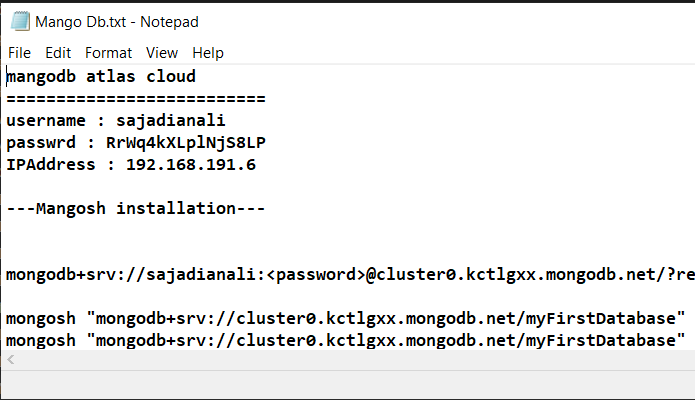 Mango Db.txt - Notepad
File Edit Format View Help
mangodb atlas cloud
==========================
username : sajadianali
passwrd : RrWq4kXLplNjS8LP
IPAddress : 192.168.191.6
---Mangosh installation---
mongodb+srv://sajadianali:<password>@cluster0.kctlgxx.mongodb.net/?re
mongosh "mongodb+srv://cluster0.kctlgxx.mongodb.net/myFirstDatabase"
mongosh "mongodb+srv://cluster0.kctlgxx.mongodb.net/myFirstDatabase"